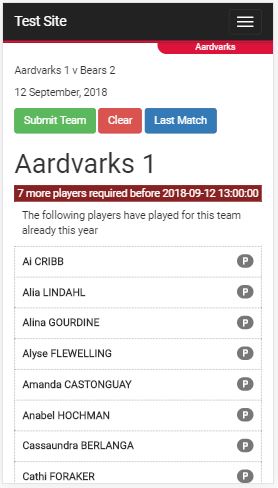 Test Site
Aardvarks
Aardvarks 1 v Bears 2
12 September, 2018
Submit Team Clear Last Match
Aardvarks 1
7 more players required before 2018-09-12 13:00:00
The following players have played for this team
already this year
Ai CRIBB P
Alia LINDAHL P
Alina GOURDINE P
Alyse FLEWELLING P
Amanda CASTONGUAY P
Anabel HOCHMAN P
Cassaundra BERLANGA P
Cathi FORAKER P